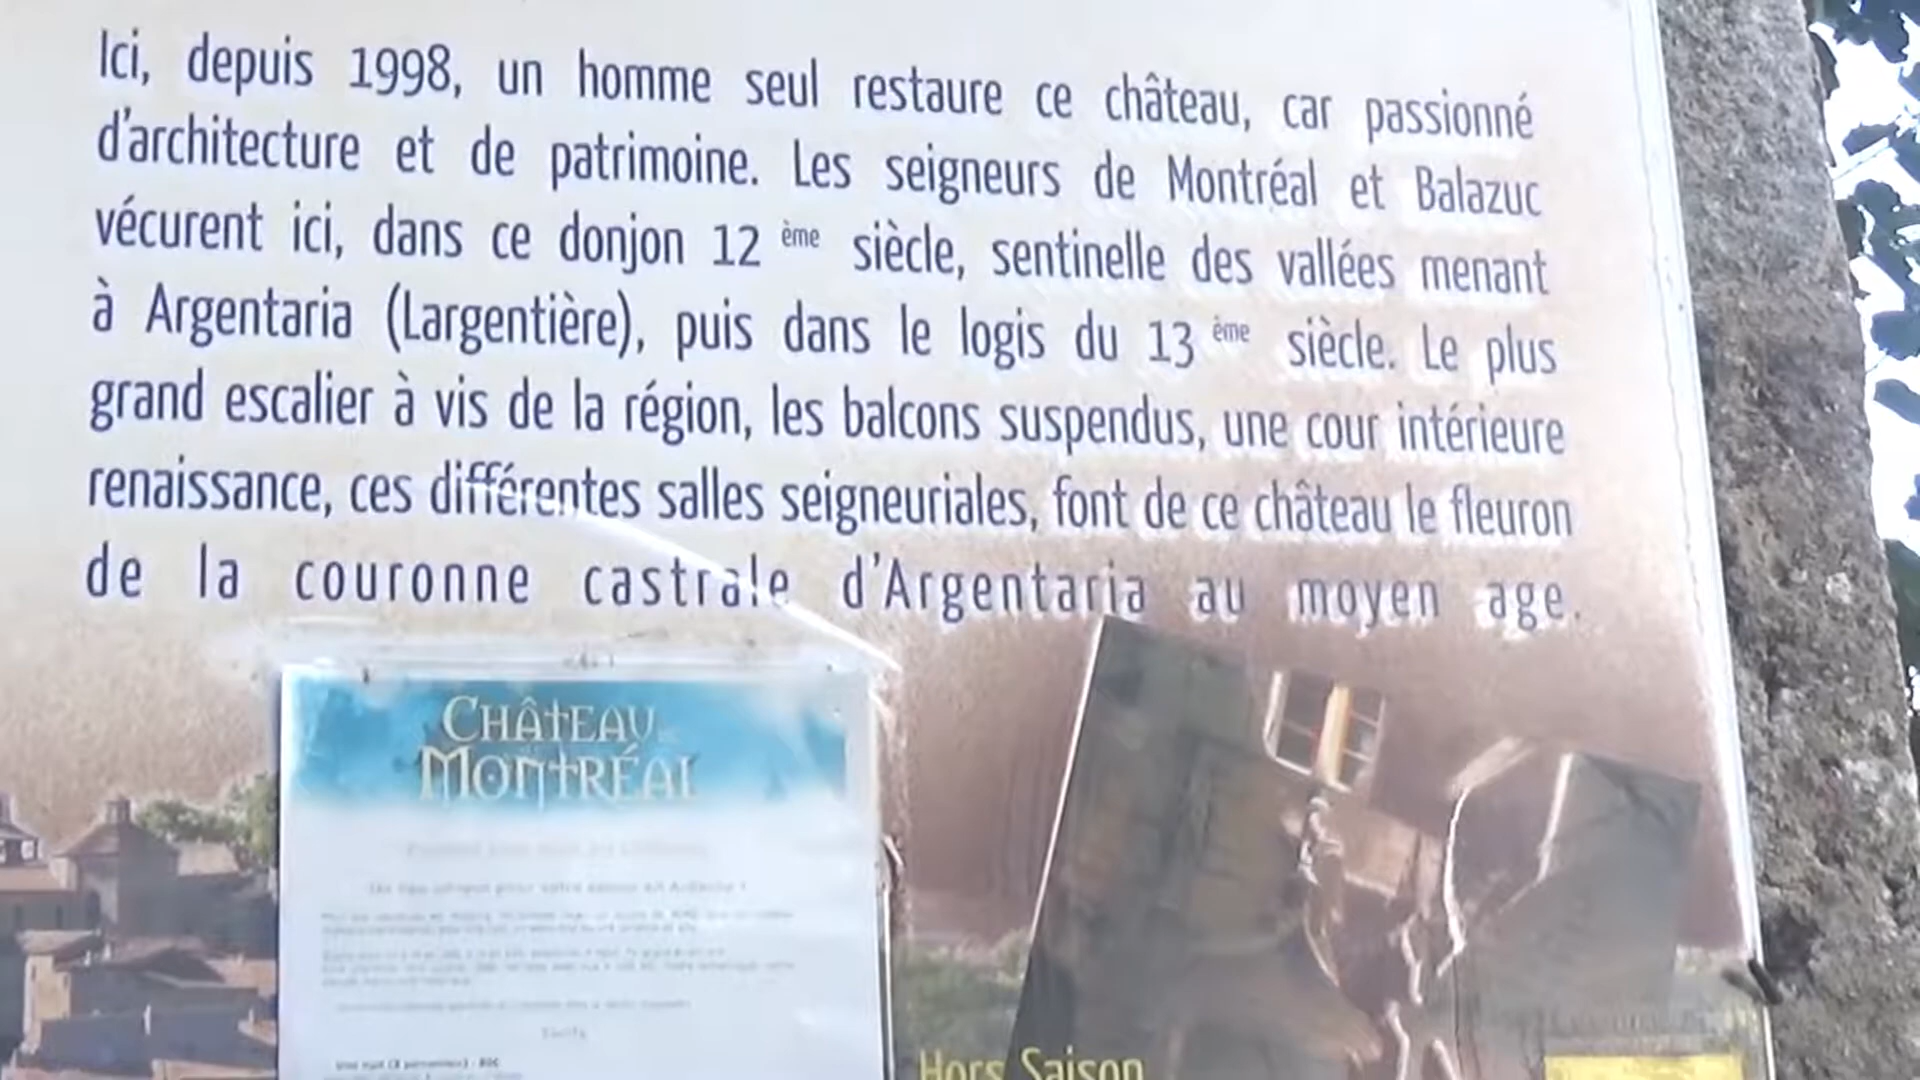 Ici, depuis 1998, un homme seul restaure ce château, car passionné
d'architecture et de patrimoine. Les seigneurs de Montréal et Balazuc
vécurent ici, dans ce donjon 12 ème siècle, sentinelle des vallées menant
à Argentaria (Largentière), puis dans le logis du 13 ème siècle. Le plus
grand escalier à vis de la région, les balcons suspendus, une cour intérieure
renaissance, ces différentes salles seigneuriales, font de ce château le fleuron
de la couronne castrale d'Argentaria au moyen age.
CHÂTEAU
MONTRÉAL
Hors Saison